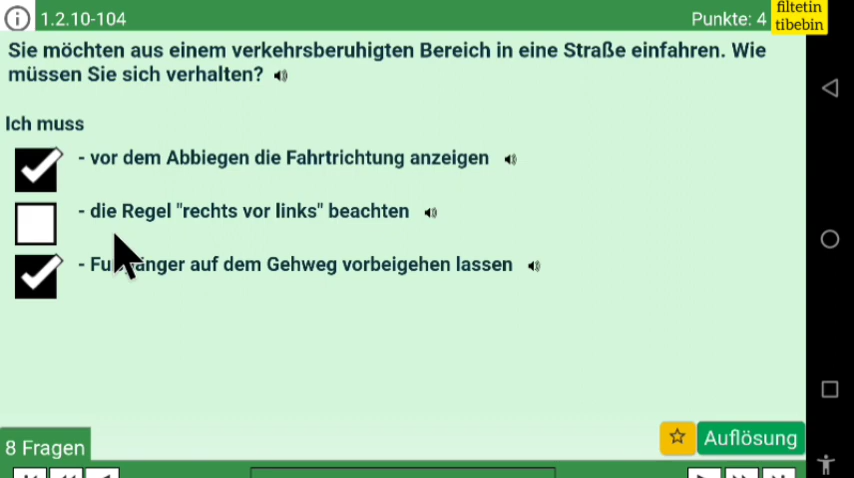 1.2.10-104
Punkte: 4
filtetin
tibebin
Sie möchten aus einem verkehrsberuhigten Bereich in eine Straße einfahren. Wie
müssen Sie sich verhalten?
Ich muss
- vor dem Abbiegen die Fahrtrichtung anzeigen
- die Regel "rechts vor links" beachten
- Fußgänger auf dem Gehweg vorbeigehen lassen
Auflösung
8 Fragen